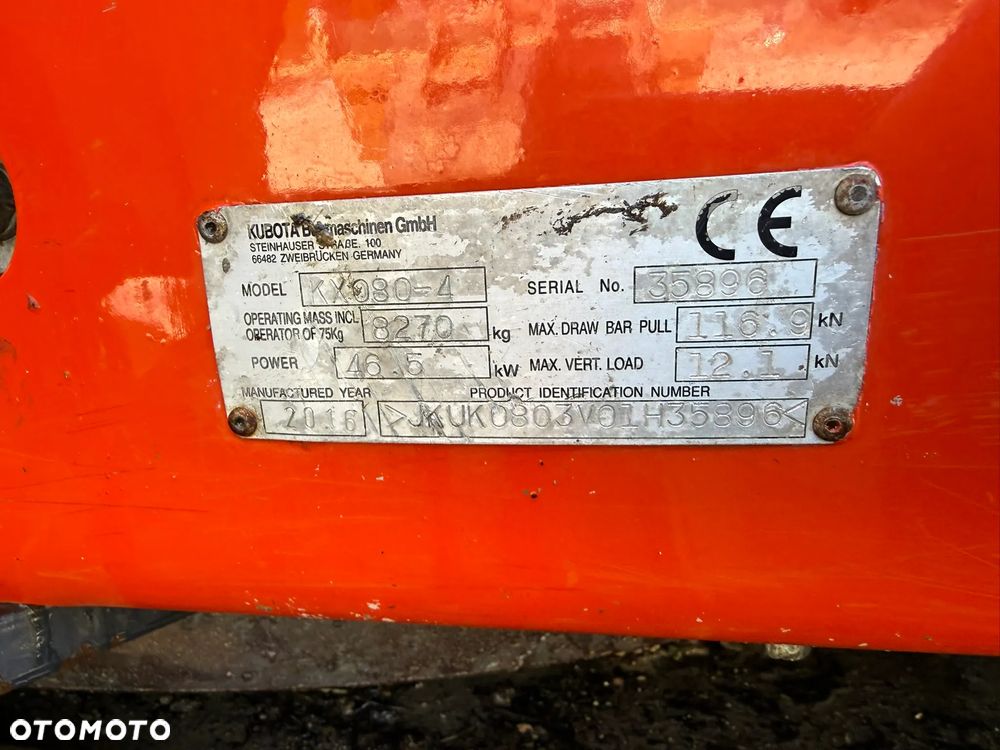 KUBOTA Baumaschinen GmbH
STEINHAUSER STRAßE. 100
66482 ZWEIBRÜCKEN GERMANY
CE
MODEL KX080-4 SERIAL No. 35896
OPERATING MASS INCL. OPERATOR OF 75Kg 8270 kg MAX. DRAW BAR PULL 116.9 kN
POWER 46.5 kW MAX. VERT. LOAD 12.1. kN
MANUFACTURED YEAR PRODUCT IDENTIFICATION NUMBER
2016 >JKUK0803V01H35896<
OTOMOTO